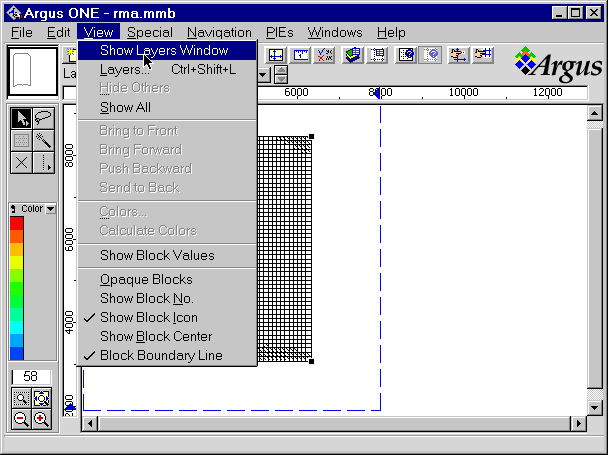 Argus ONE - rma.mmb
File Edit View Special Navigation PIEs Windows Help
Show Layers Window
Layers... Ctrl+Shift+L
Hide Others
Show All
Bring to Front
Bring Forward
Push Backward
Send to Back
Colors...
Calculate Colors
Show Block Values
Opaque Blocks
Show Block No.
Show Block Icon
Show Block Center
Block Boundary Line
La
Argus
6000 8000 10000 12000
8000
6000
4000
2000
Color
58